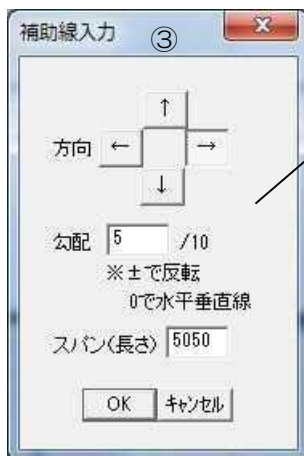 補助線入力 ③
↑
方向 ← →
↓
勾配 5 /10
※±で反転
0で水平垂直線
スパン(長さ) 5050
OK キャンセル